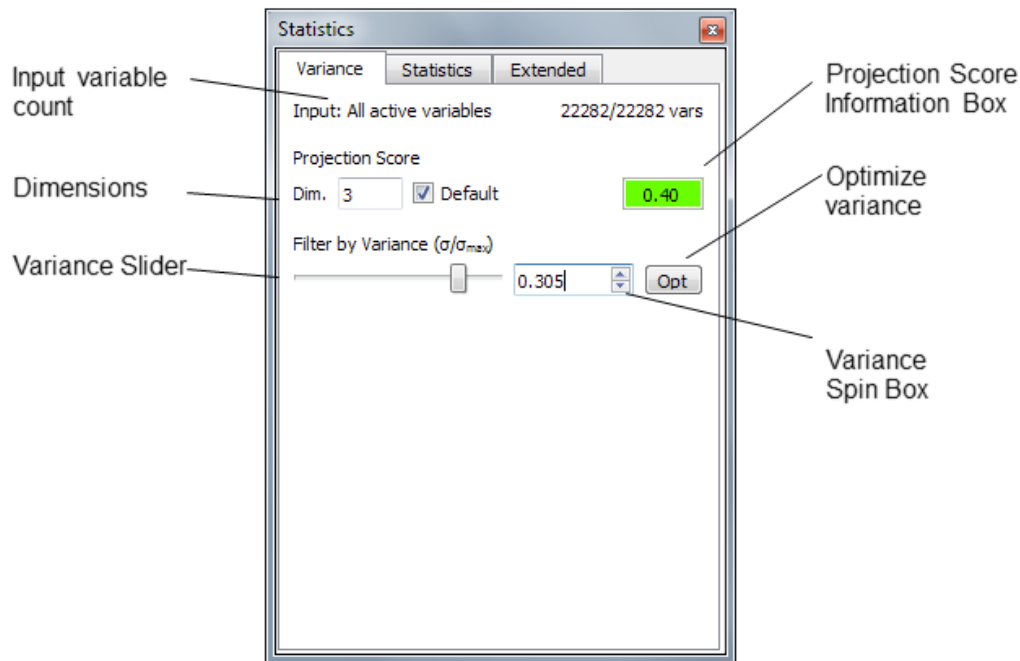 Statistics
Variance Statistics Extended
Input variable
count
Input: All active variables 22282/22282 vars
Projection Score
Information Box
Projection Score
Dimensions
Dim. 3 Default 0.40
Optimize
variance
Filter by Variance (σ/σmax)
Variance Slider
0.305 Opt
Variance
Spin Box